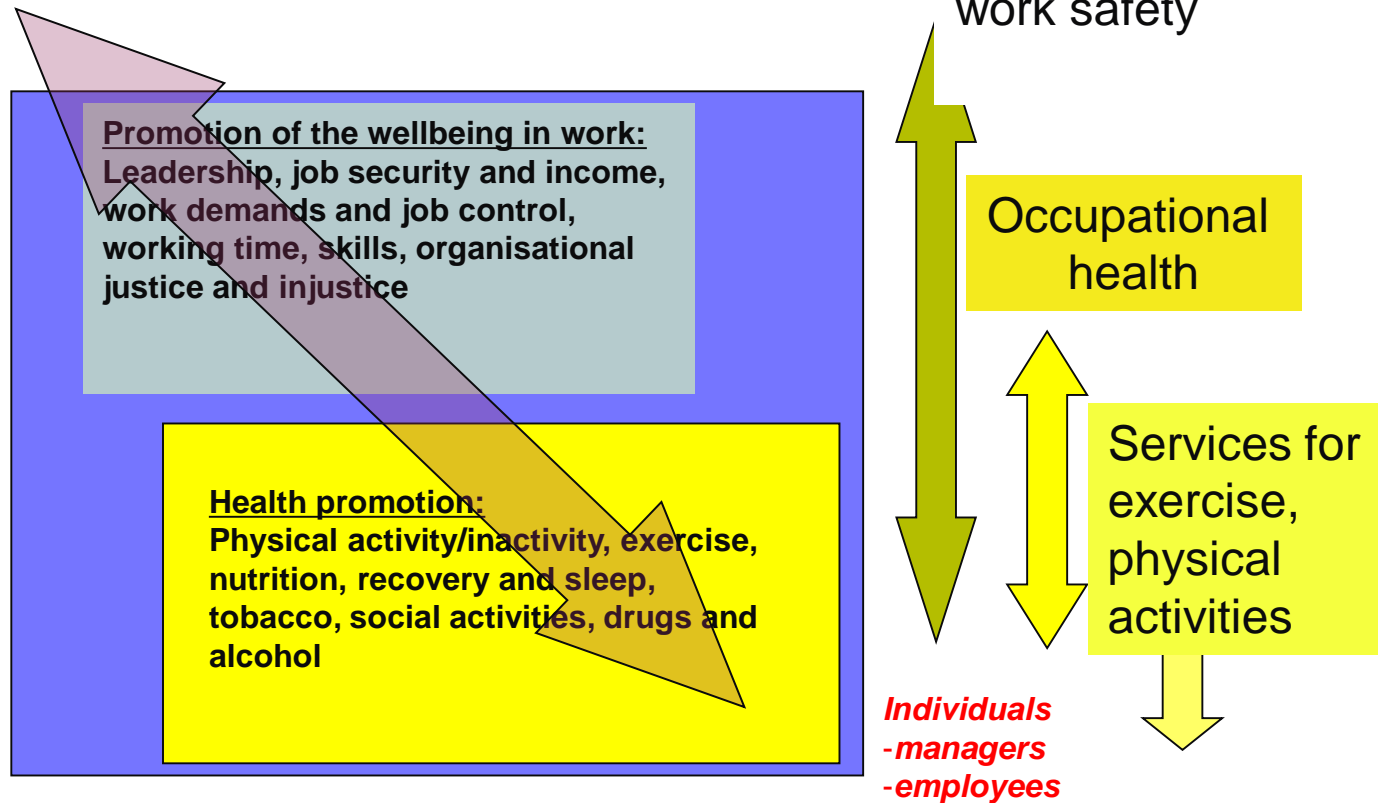 work safety
Promotion of the wellbeing in work:
Leadership, job security and income,
work demands and job control,
working time, skills, organisational
justice and injustice
Occupational
health
Health promotion:
Physical activity/inactivity, exercise,
nutrition, recovery and sleep,
tobacco, social activities, drugs and
alcohol
Services for
exercise,
physical
activities
Individuals
-managers
-employees